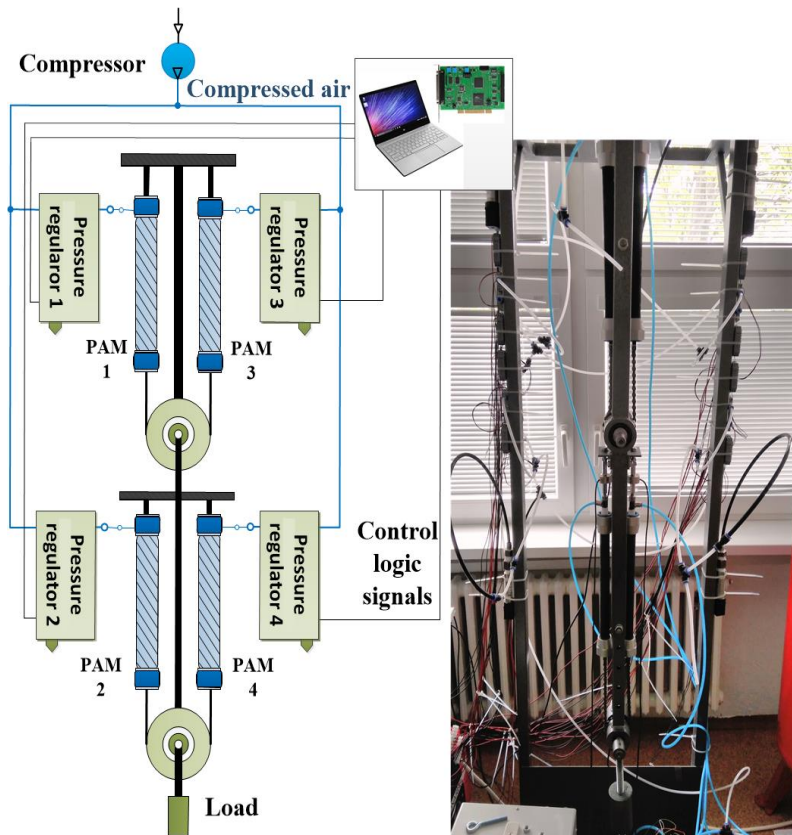 Compressor
Compressed air
Pressure
regularor 1
Pressure
regulator 3
PAM
1
PAM
3
Pressure
regulator 2
Pressure
regulator 4
Control
logic
signals
PAM
2
PAM
4
Load